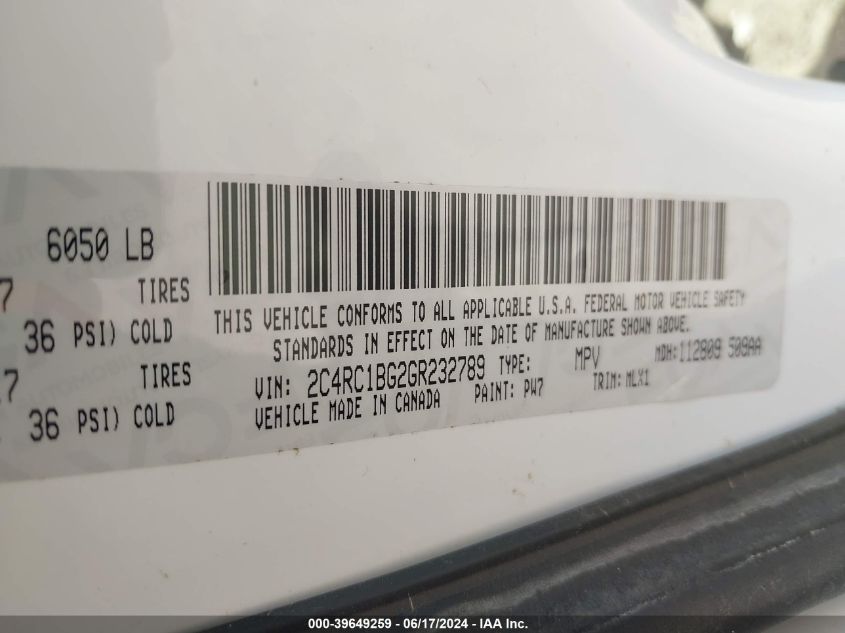 6050 LB
7 TIRES
36 PSI) COLD
7 TIRES
36 PSI) COLD
THIS VEHICLE CONFORMS TO ALL APPLICABLE U.S.A. FEDERAL MOTOR VEHICLE SAFETY
STANDARDS IN EFFECT ON THE DATE OF MANUFACTURE SHOWN ABOVE.
VIN: 2C4RC1BG2GR232789 TYPE: MPV MDH:112809 509AA
VEHICLE MADE IN CANADA PAINT: PW7 TRIM: MLX1
000-39649259 - 06/17/2024 - IAA Inc.